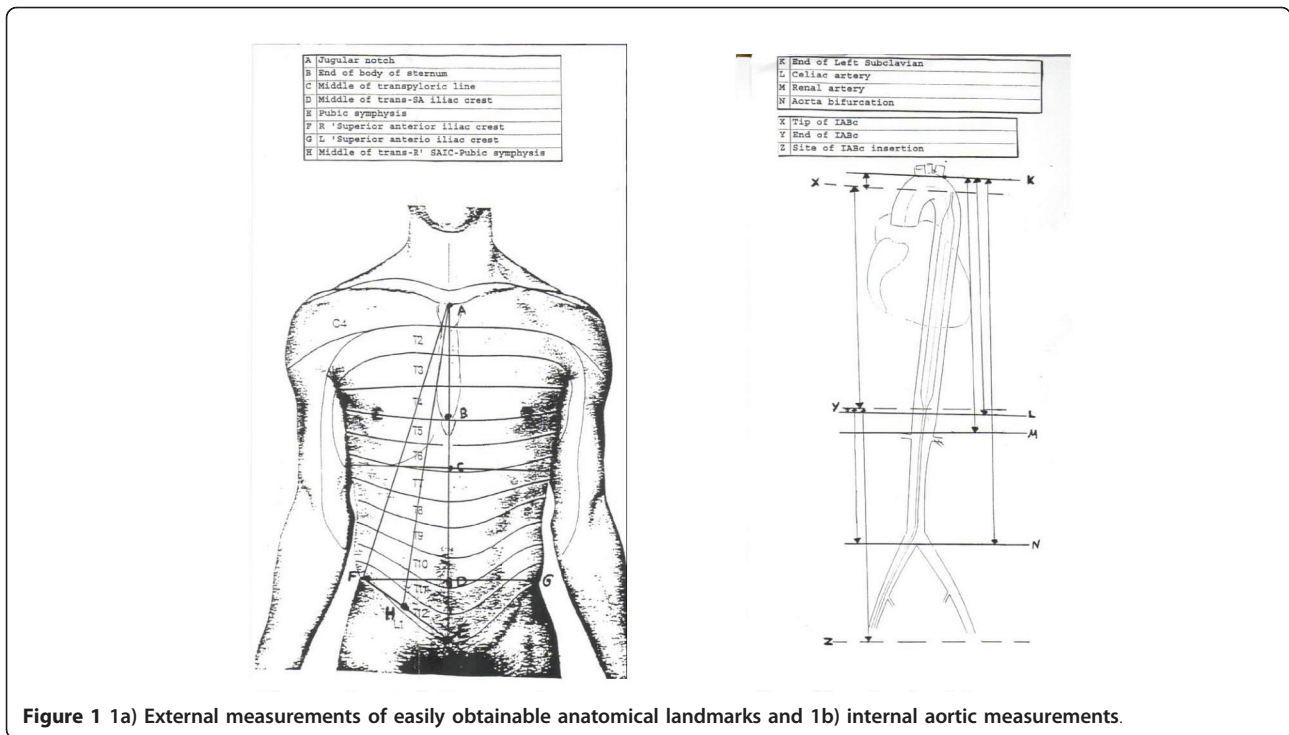 A Jugular notch
B End of body of sternum
C Middle of transpyloric line
D Middle of trans-SA iliac crest
E Pubic symphysis
F R 'Superior anterior iliac crest
G L 'Superior anterio iliac crest
H Middle of trans-R' SAIC-Pubic symphysis
C4
A
T2
T3
T4
B
T5
T6
C
T7
T8
T9
T10
F
T11
D
G
H
T12
L1
E
K End of Left Subclavian
L Celiac artery
M Renal artery
N Aorta bifurcation
X Tip of IABc
Y End of IABc
Z Site of IABc insertion
X
K
Y
L
M
N
Z
Figure 1 1a) External measurements of easily obtainable anatomical landmarks and 1b) internal aortic measurements.